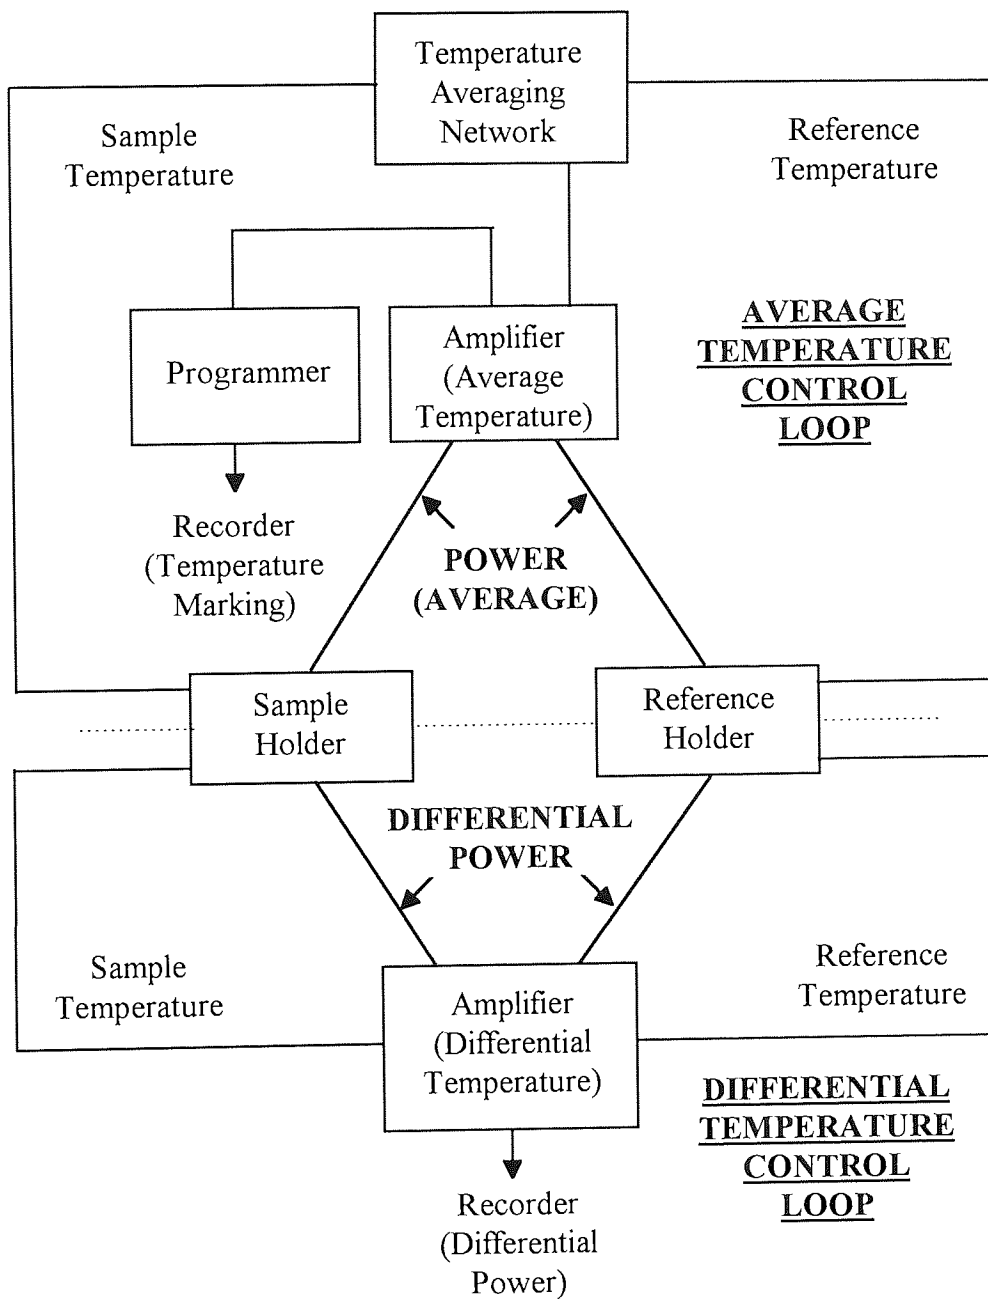 Temperature
Averaging
Network
Sample
Temperature
Reference
Temperature
Programmer
Amplifier
(Average
Temperature)
AVERAGE
TEMPERATURE
CONTROL
LOOP
Recorder
(Temperature
Marking)
POWER
(AVERAGE)
Sample
Holder
Reference
Holder
DIFFERENTIAL
POWER
Sample
Temperature
Reference
Temperature
Amplifier
(Differential
Temperature)
DIFFERENTIAL
TEMPERATURE
CONTROL
LOOP
Recorder
(Differential
Power)